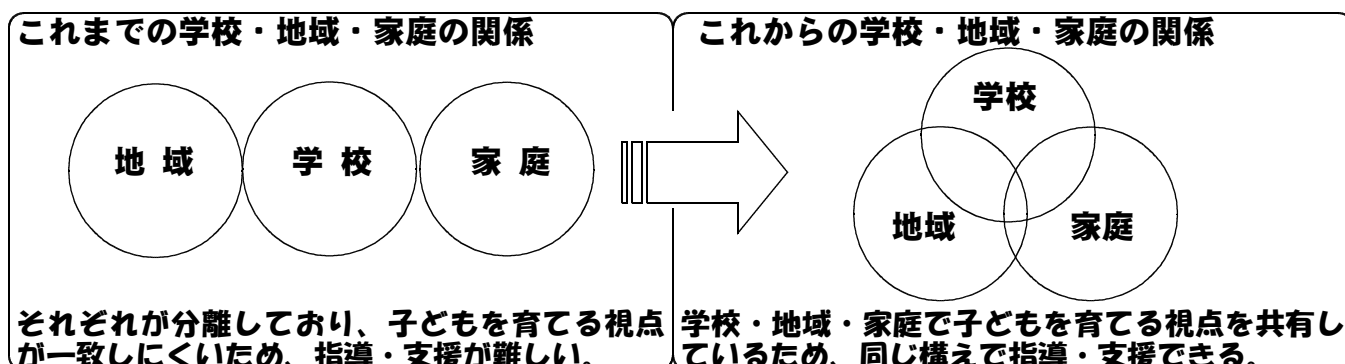 これまでの学校・地域・家庭の関係
地域
学校
家庭
それぞれが分離しており、子どもを育てる視点
が一致しにくいため、指導・支援が難しい。
これからの学校・地域・家庭の関係
学校
地域
家庭
学校・地域・家庭で子どもを育てる視点を共有し
ているため、同じ構えで指導・支援できる。